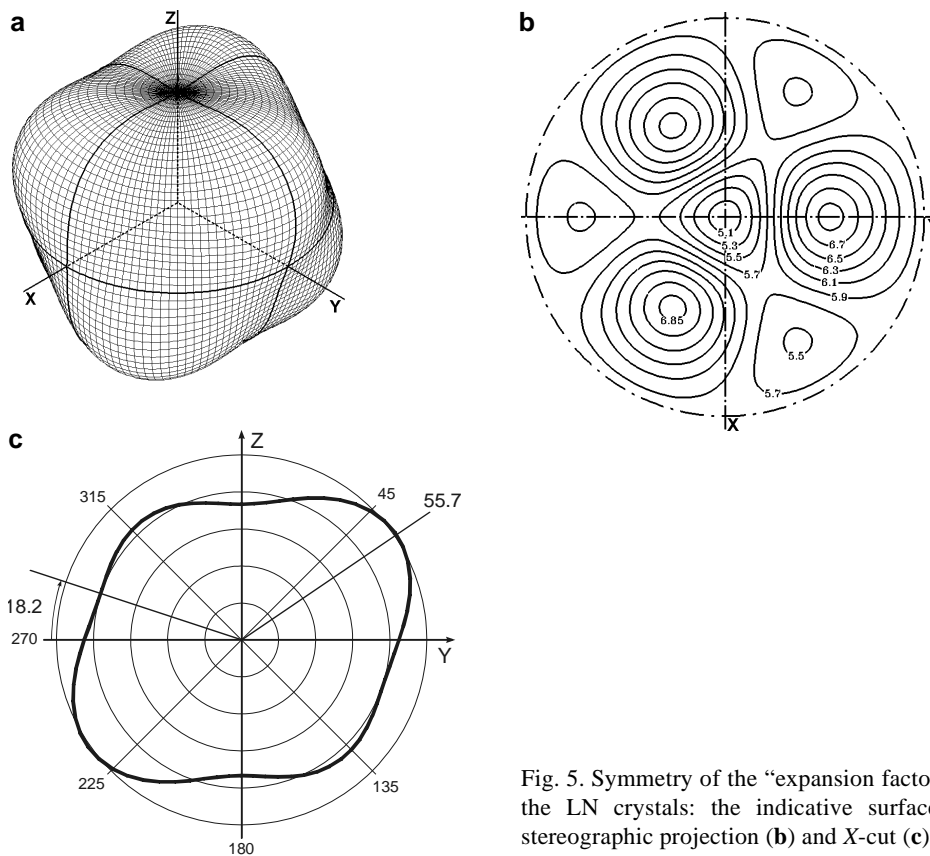 a
Z
X
Y
b
5.1
5.3
5.5
5.7
6.7
6.5
6.3
6.1
5.9
6.85
5.5
5.7
X
c
Z
315
45
55.7
18.2
270
Y
225
135
180
Fig. 5. Symmetry of the “expansion facto
the LN crystals: the indicative surface
stereographic projection (b) and X-cut (c)